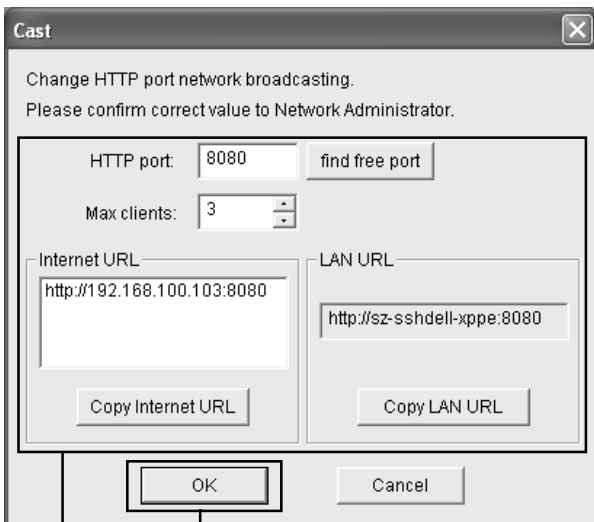 Cast
Change HTTP port network broadcasting.
Please confirm correct value to Network Administrator.
HTTP port: 8080 find free port
Max clients: 3
Internet URL
http://192.168.100.103:8080
Copy Internet URL
LAN URL
http://sz-sshdell-xppe:8080
Copy LAN URL
OK Cancel